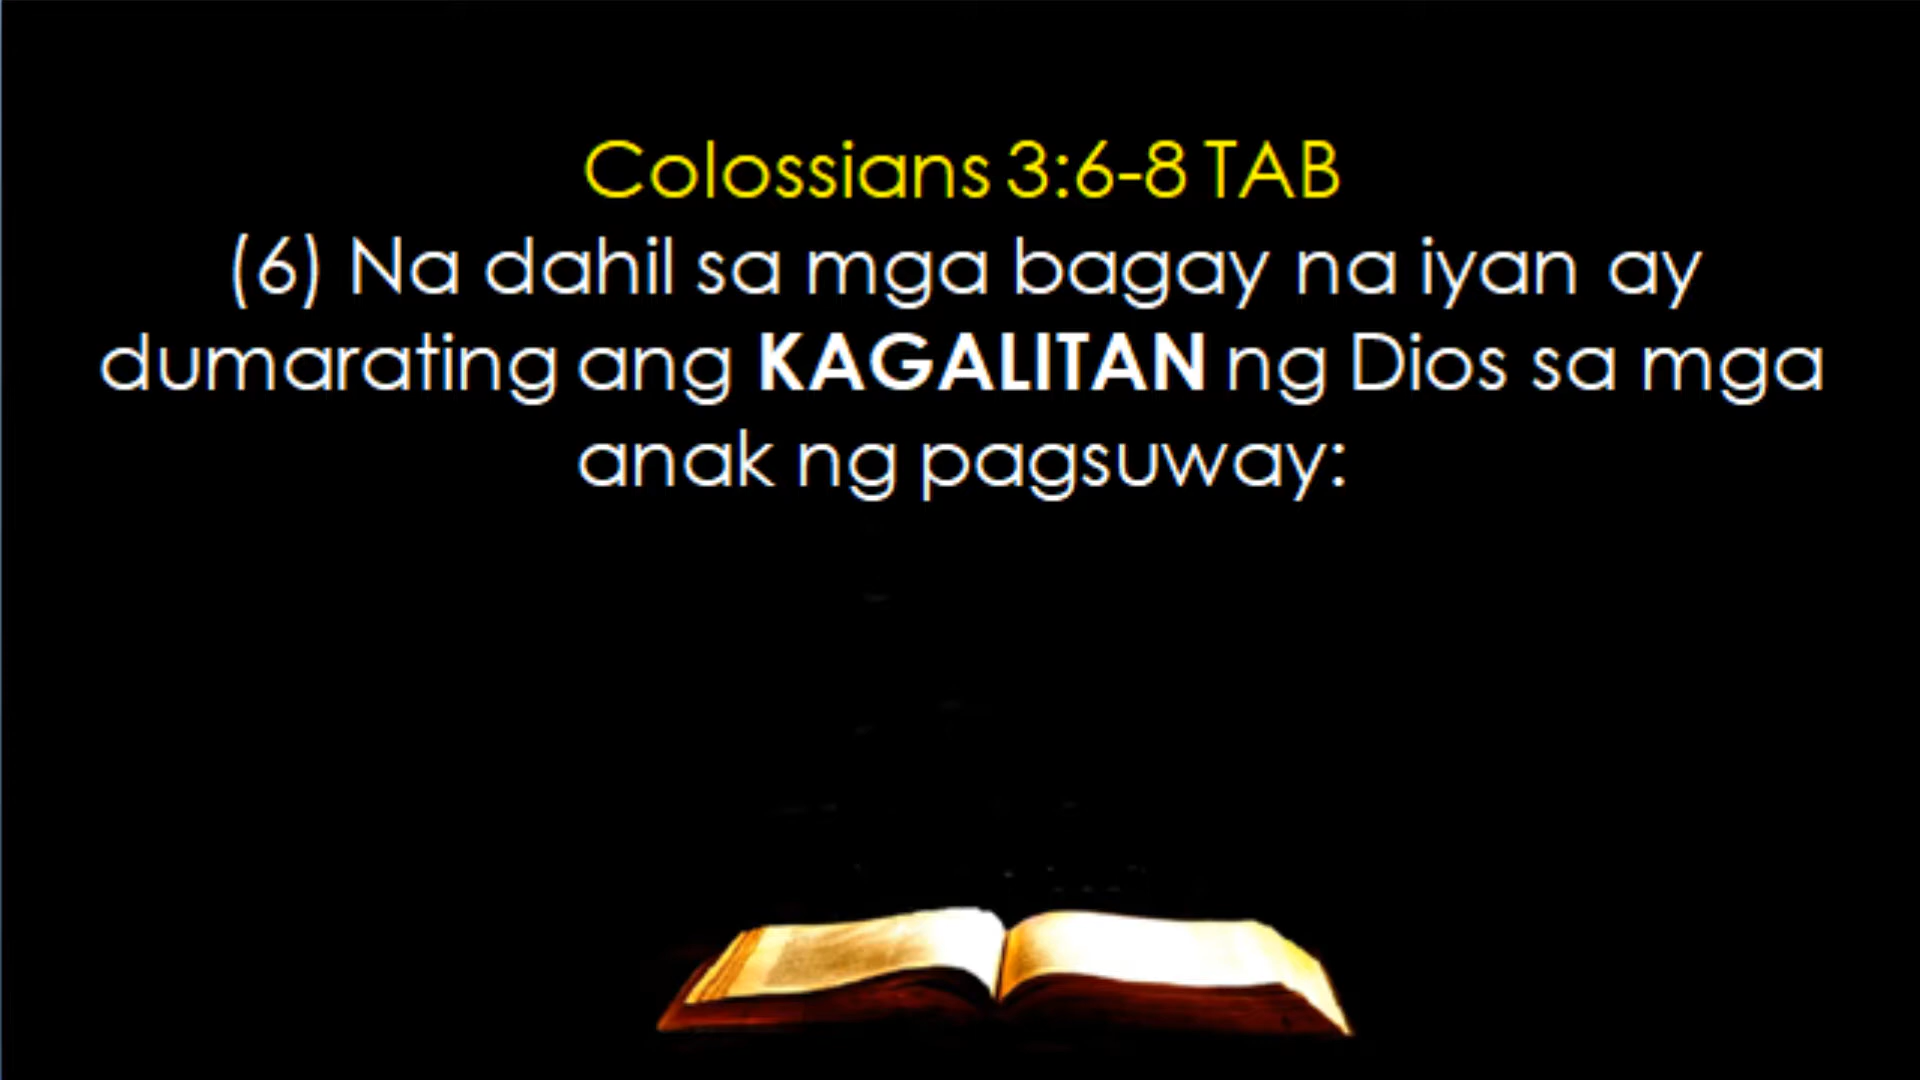 Colossians 3:6-8 TAB
(6) Na dahil sa mga bagay na iyan ay
dumarating ang KAGALITAN ng Dios sa mga
anak ng pagsuway: